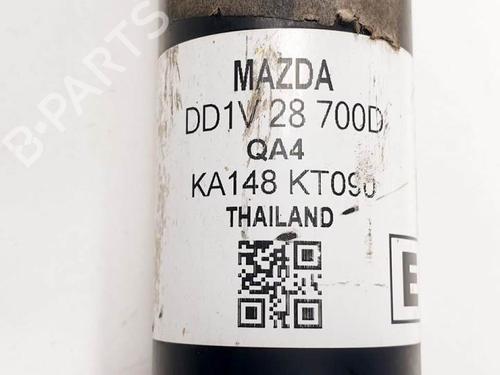 B-PARTS
MAZDA
DD1V 28 700D
QA4
KA148 KT090
THAILAND
E